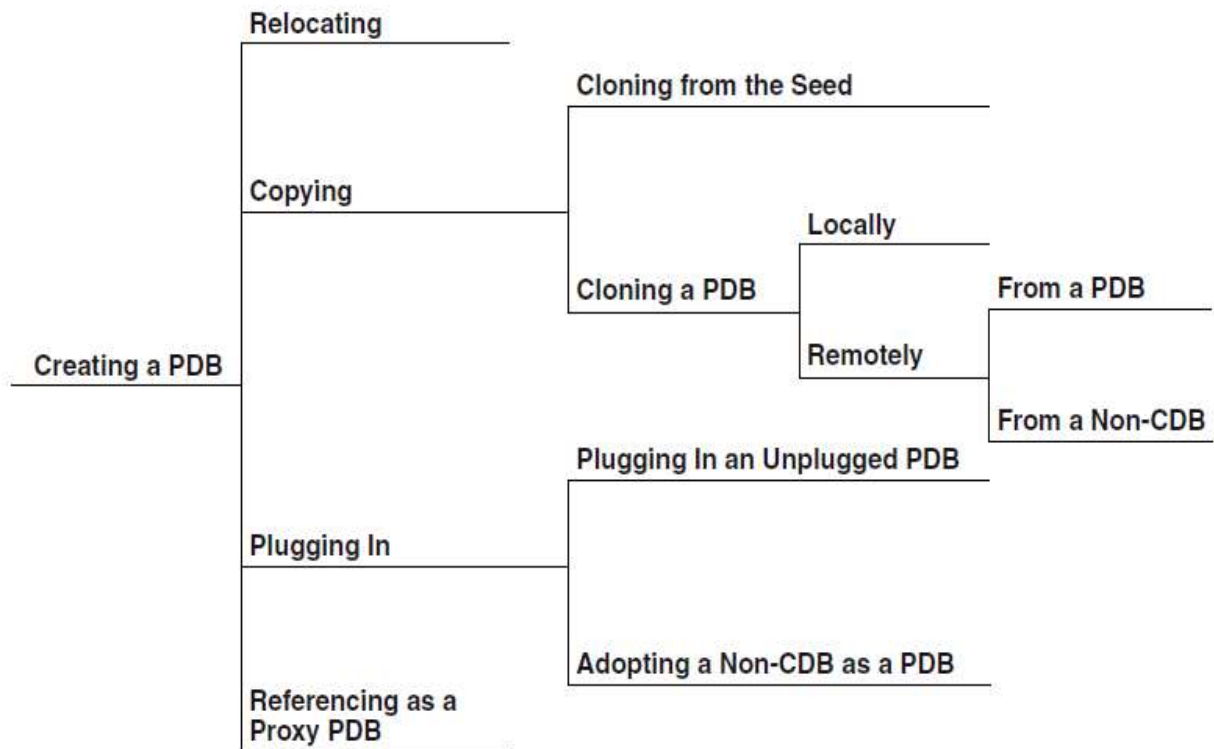 Relocating
Cloning from the Seed
Copying
Locally
Cloning a PDB
From a PDB
Creating a PDB
Remotely
From a Non-CDB
Plugging In an Unplugged PDB
Plugging In
Adopting a Non-CDB as a PDB
Referencing as a
Proxy PDB